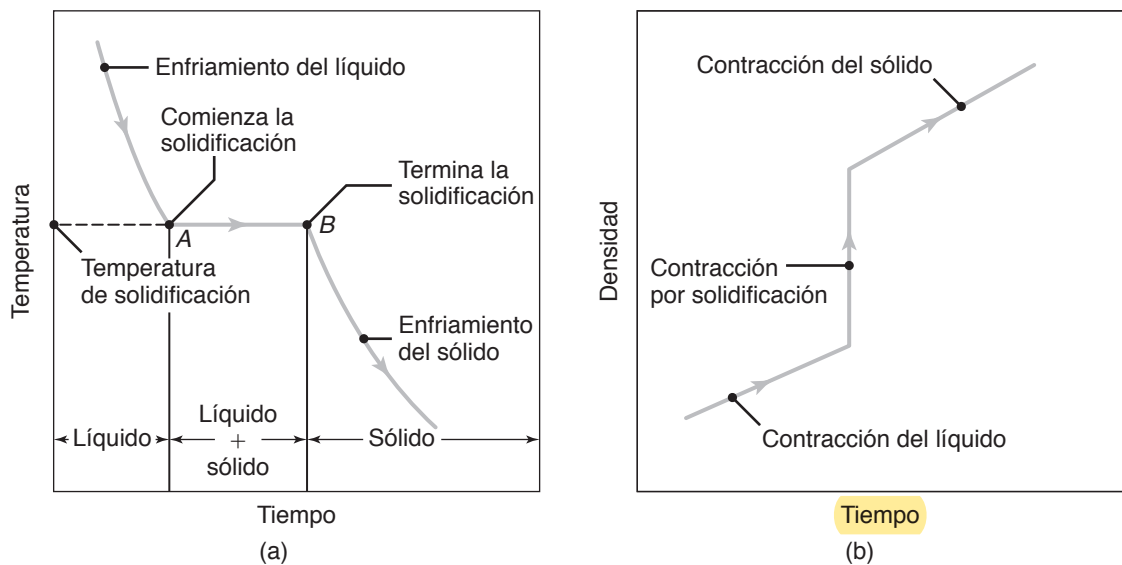 Temperatura
Enfriamiento del líquido
Comienza la
solidificación
Termina la
solidificación
A
B
Temperatura
de solidificación
Enfriamiento
del sólido
Líquido
Líquido
+
sólido
Sólido
Tiempo
(a)
Densidad
Contracción del sólido
Contracción
por solidificación
Contracción del líquido
Tiempo
(b)